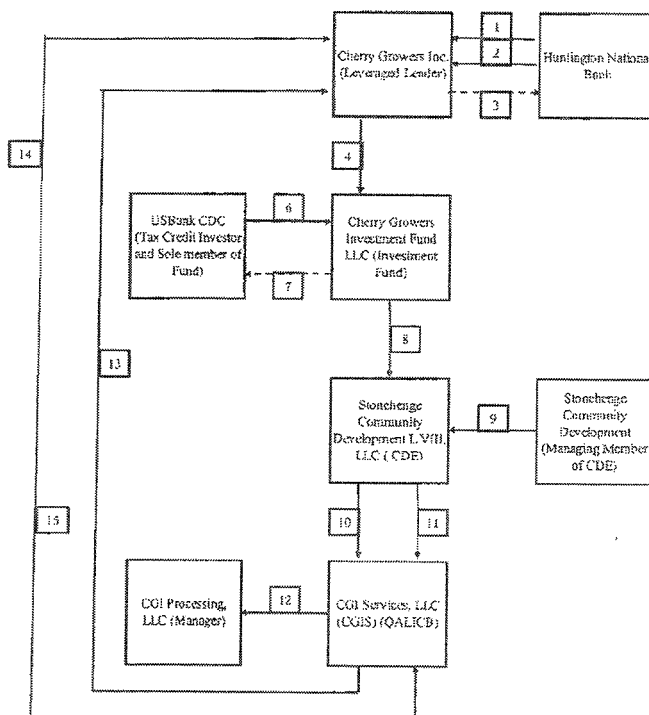 1
Cherry Growers Inc.
(Leveraged Lender)
2
Huntington National
Bank
3
14
4
6
USBank CDC
(Tax Credit Investor
and Sole member of
Fund)
Cherry Growers
Investment Fund
LLC (Investment
Fund)
7
8
13
Stonehenge
Community
Development
LLC ( CDE)
9
Stonehenge
Community
Development
(Managing Member
of CDE)
15
10
11
CGI Processing,
LLC (Manager)
12
CGI Services, LLC
(CGIS) (QALICB)